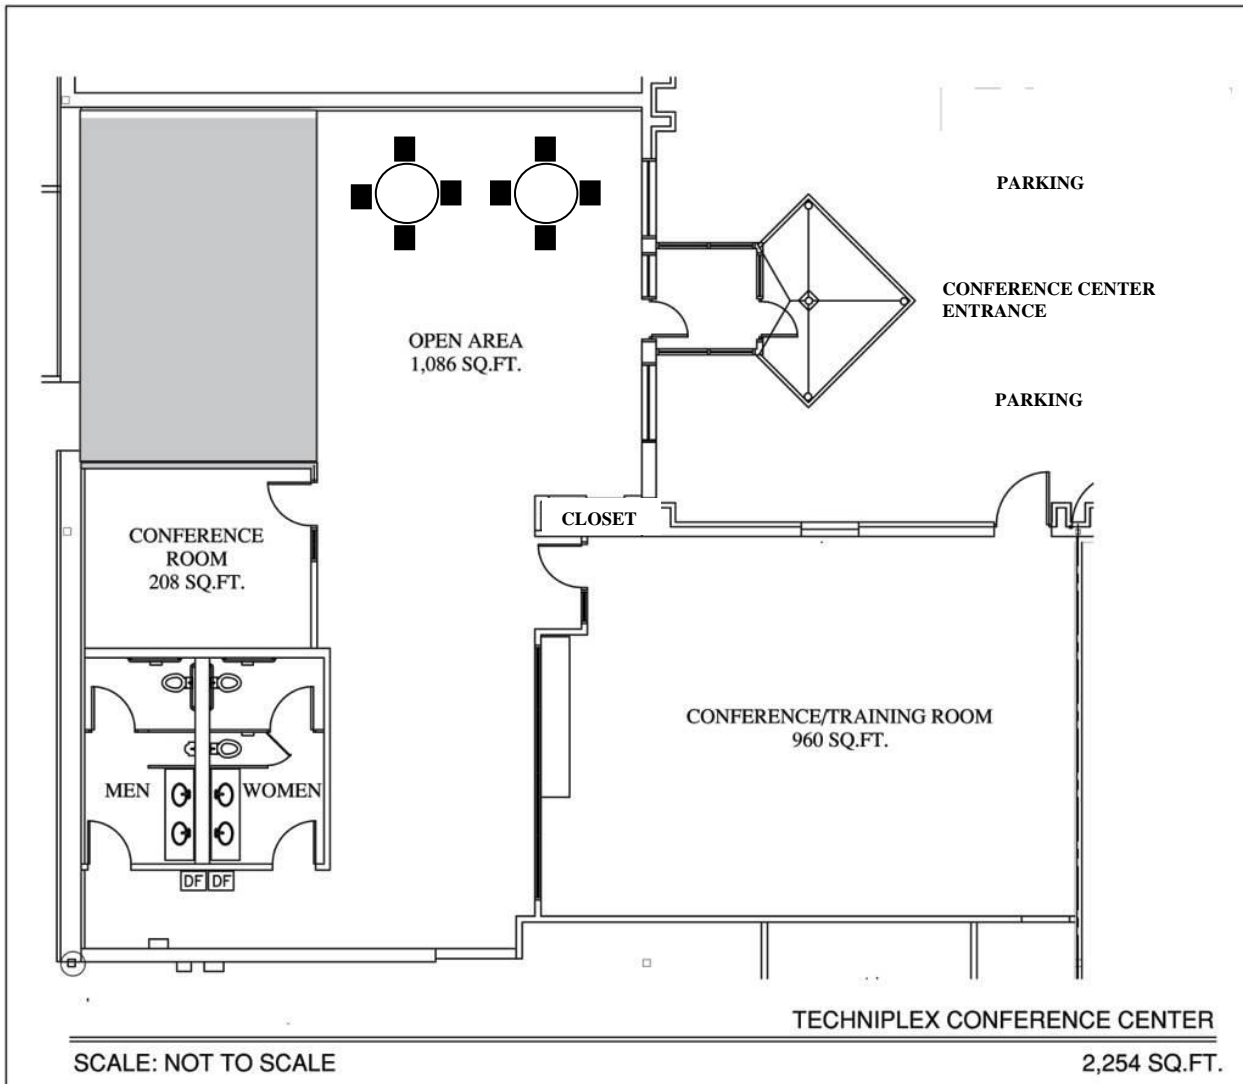 PARKING
CONFERENCE CENTER
ENTRANCE
OPEN AREA
1,086 SQ.FT.
PARKING
CLOSET
CONFERENCE
ROOM
208 SQ.FT.
CONFERENCE/TRAINING ROOM
960 SQ.FT.
MEN
WOMEN
DF DF
TECHNIPLEX CONFERENCE CENTER
SCALE: NOT TO SCALE
2,254 SQ.FT.